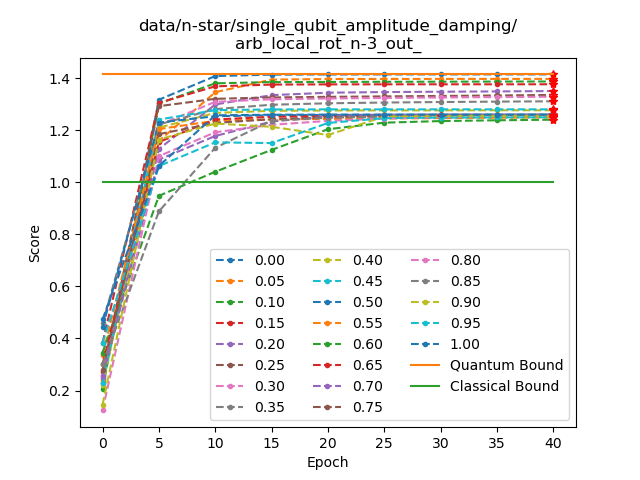 data/n-star/single_qubit_amplitude_damping/
arb_local_rot_n-3_out_
1.4
1.2
1.0
0.8
0.6
0.4
0.2
Score
0 5 10 15 20 25 30 35 40
Epoch
0.00 0.40 0.80
0.05 0.45 0.85
0.10 0.50 0.90
0.15 0.55 0.95
0.20 0.60 1.00
0.25 0.65 Quantum Bound
0.30 0.70 Classical Bound
0.35 0.75